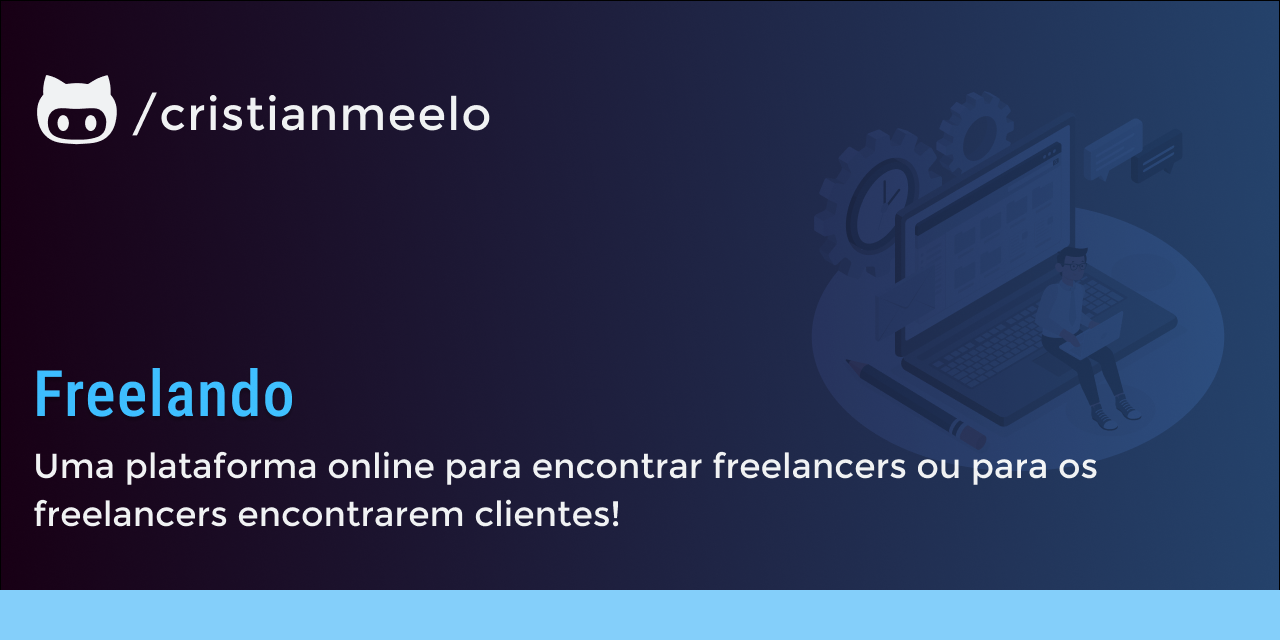 /cristianmeelo
Freelando
Uma plataforma online para encontrar freelancers ou para os
freelancers encontrarem clientes!